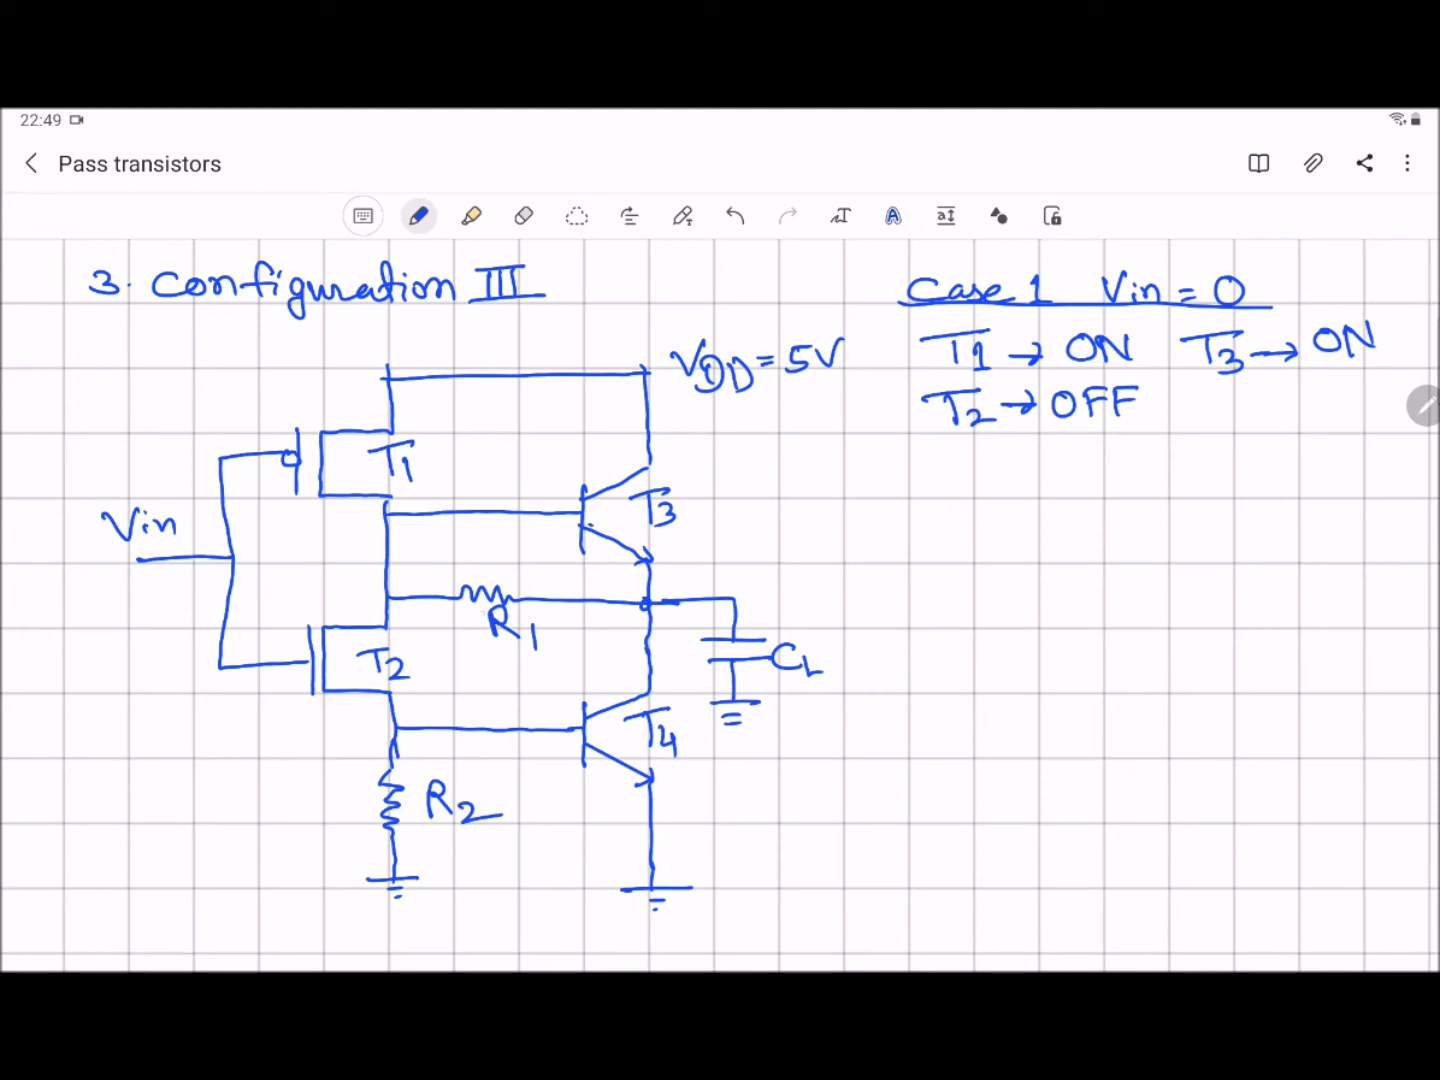 22:49
Pass transistors
3. Configuration III
Case 1 Vin = 0
T1 → ON T3 → ON
T2 → OFF
VDD = 5V
T1
Vin
T3
R1
T2
CL
T4
R2